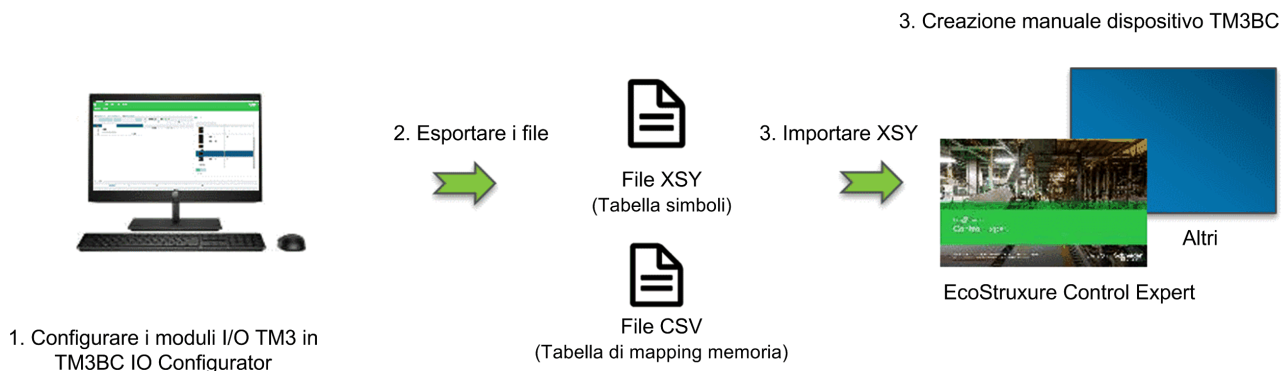 3. Creazione manuale dispositivo TM3BC
2. Esportare i file
3. Importare XSY
File XSY
(Tabella simboli)
Altri
EcoStruxure Control Expert
File CSV
(Tabella di mapping memoria)
1. Configurare i moduli I/O TM3 in
TM3BC IO Configurator